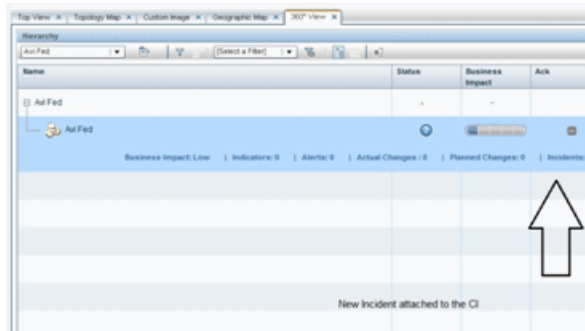 Top View Topology Map Custom Image Geographic Map 360° View
Hierarchy
Avi Fed [Select a Filter]
Name Status Business Impact Ack
Avi Fed - -
Avi Fed
Business Impact: Low | Indicators: 0 | Alerts: 0 | Actual Changes : 0 | Planned Changes: 0 | Incidents:
New Incident attached to the CI